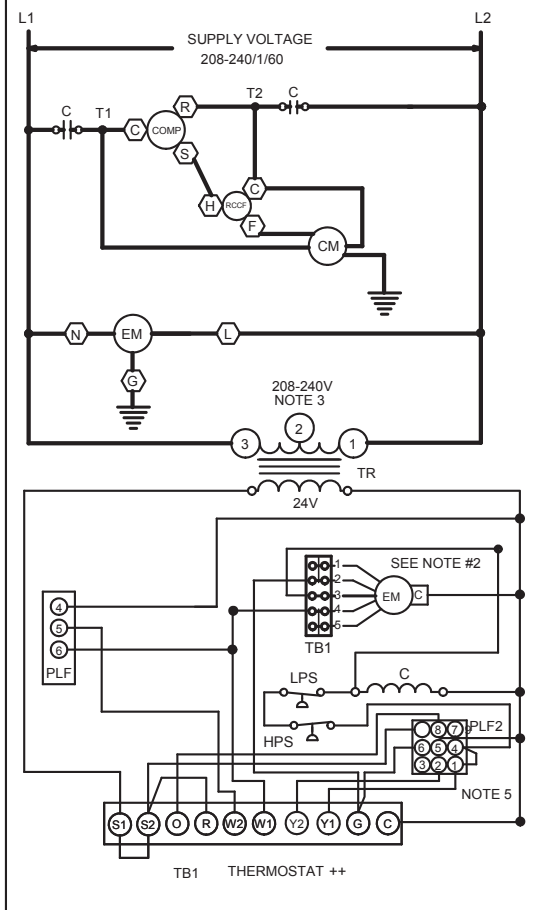 L1
L2
SUPPLY VOLTAGE
208-240/1/60
C
T1
C
COMP
R
S
T2
C
C
H
RCCF
F
CM
N
EM
L
G
208-240V
NOTE 3
3
2
1
TR
24V
4
5
6
PLF
1
2
3
4
5
TB1
SEE NOTE #2
EM
C
LPS
C
HPS
8
7
9
PLF2
6
5
4
3
2
1
NOTE 5
S1
S2
O
R
W2
W1
Y2
Y1
G
C
TB1
THERMOSTAT ++